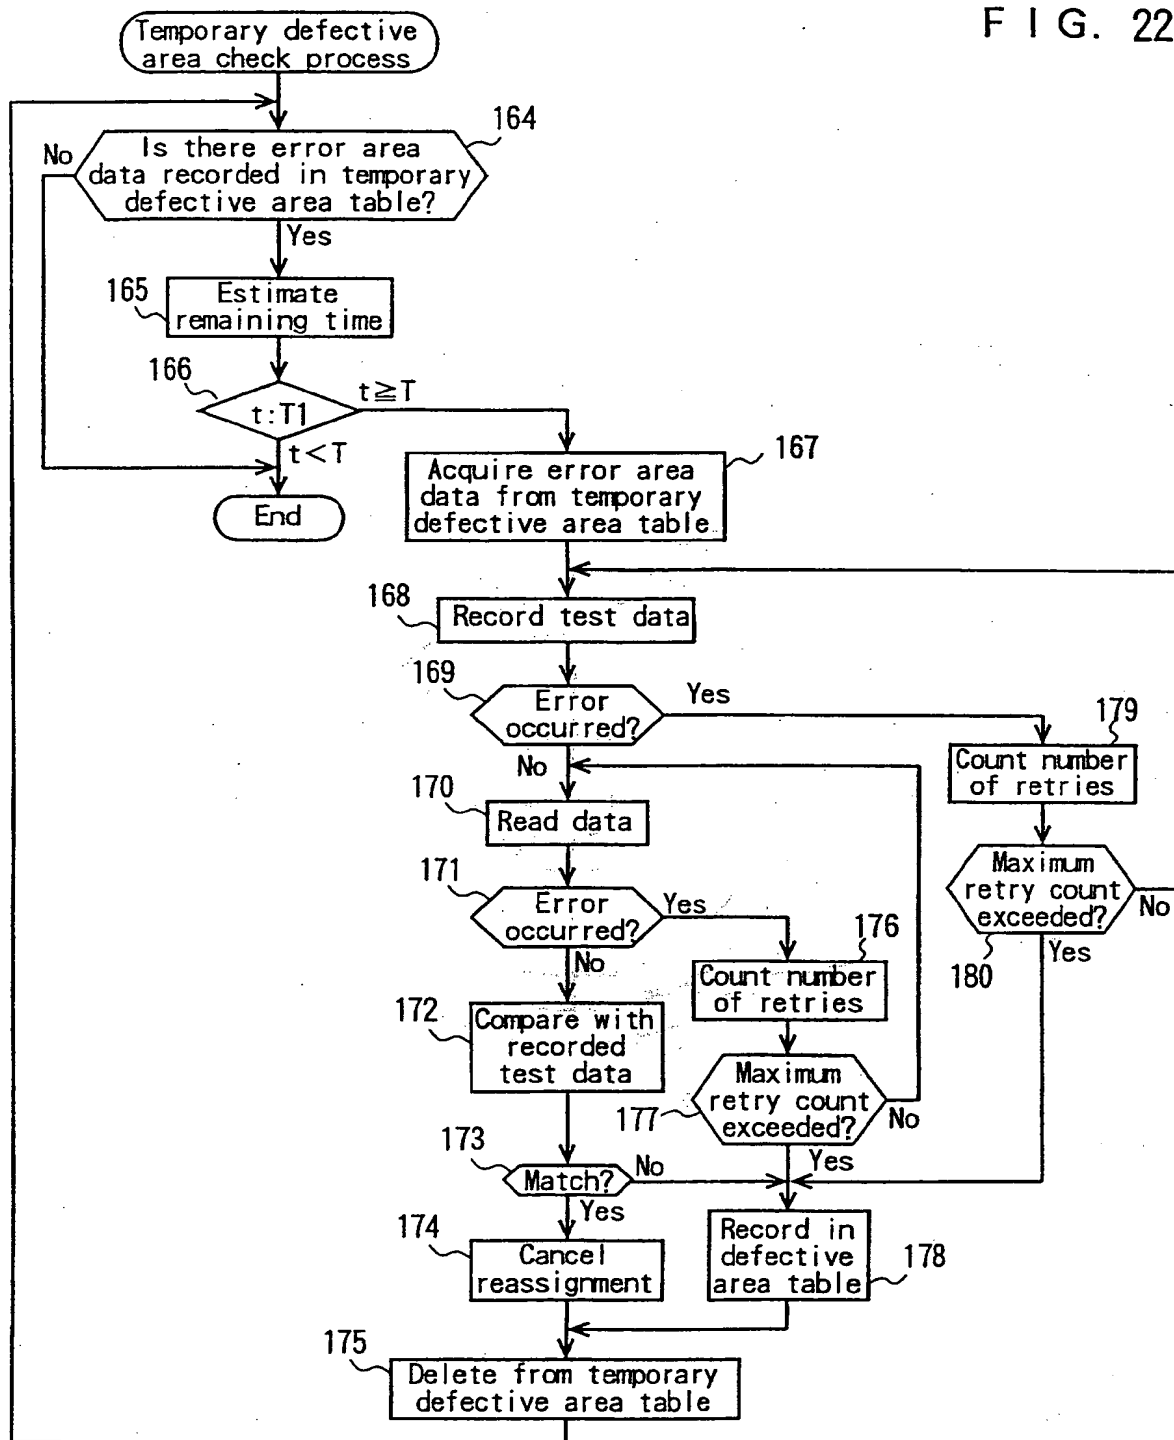 F I G. 22
Temporary defective
area check process
164
Is there error area
data recorded in temporary
defective area table?
No
Yes
165
Estimate
remaining time
166
t:T1
t≧T
t<T
End
167
Acquire error area
data from temporary
defective area table
168
Record test data
169
Error
occurred?
Yes
No
179
Count number
of retries
170
Read data
171
Error
occurred?
Yes
No
Maximum
retry count
exceeded?
No
Yes
180
176
Count number
of retries
172
Compare with
recorded
test data
Maximum
retry count
exceeded?
177
No
Yes
173
Match?
No
Yes
174
Cancel
reassignment
Record in
defective
area table
178
175
Delete from temporary
defective area table